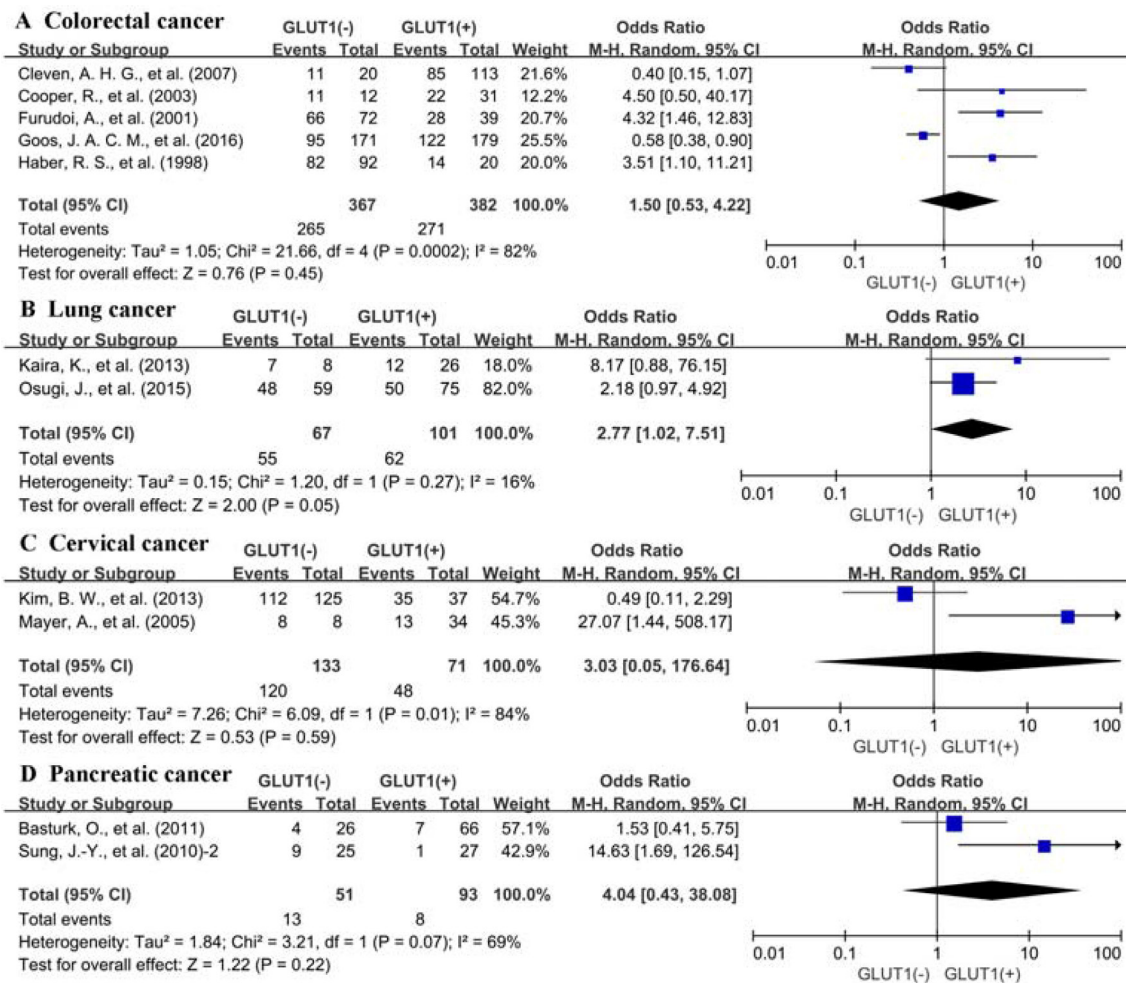 A Colorectal cancer GLUT1(-) GLUT1(+) Odds Ratio Odds Ratio
Study or Subgroup Events Total Events Total Weight M-H. Random. 95% CI M-H. Random. 95% CI
Cleven, A. H. G., et al. (2007) 11 20 85 113 21.6% 0.40 [0.15, 1.07]
Cooper, R., et al. (2003) 11 12 22 31 12.2% 4.50 [0.50, 40.17]
Furudoi, A., et al. (2001) 66 72 28 39 20.7% 4.32 [1.46, 12.83]
Goos, J. A. C. M., et al. (2016) 95 171 122 179 25.5% 0.58 [0.38, 0.90]
Haber, R. S., et al. (1998) 82 92 14 20 20.0% 3.51 [1.10, 11.21]
Total (95% CI) 367 382 100.0% 1.50 [0.53, 4.22]
Total events 265 271
Heterogeneity: Tau² = 1.05; Chi² = 21.66, df = 4 (P = 0.0002); I² = 82%
Test for overall effect: Z = 0.76 (P = 0.45)
0.01 0.1 1 10 100
GLUT1(-) GLUT1(+)
B Lung cancer GLUT1(-) GLUT1(+) Odds Ratio Odds Ratio
Study or Subgroup Events Total Events Total Weight M-H. Random. 95% CI M-H. Random. 95% CI
Kaira, K., et al. (2013) 7 8 12 26 18.0% 8.17 [0.88, 76.15]
Osugi, J., et al. (2015) 48 59 50 75 82.0% 2.18 [0.97, 4.92]
Total (95% CI) 67 101 100.0% 2.77 [1.02, 7.51]
Total events 55 62
Heterogeneity: Tau² = 0.15; Chi² = 1.20, df = 1 (P = 0.27); I² = 16%
Test for overall effect: Z = 2.00 (P = 0.05)
0.01 0.1 1 10 100
GLUT1(-) GLUT1(+)
C Cervical cancer GLUT1(-) GLUT1(+) Odds Ratio Odds Ratio
Study or Subgroup Events Total Events Total Weight M-H. Random. 95% CI M-H. Random. 95% CI
Kim, B. W., et al. (2013) 112 125 35 37 54.7% 0.49 [0.11, 2.29]
Mayer, A., et al. (2005) 8 8 13 34 45.3% 27.07 [1.44, 508.17]
Total (95% CI) 133 71 100.0% 3.03 [0.05, 176.64]
Total events 120 48
Heterogeneity: Tau² = 7.26; Chi² = 6.09, df = 1 (P = 0.01); I² = 84%
Test for overall effect: Z = 0.53 (P = 0.59)
0.01 0.1 1 10 100
GLUT1(-) GLUT1(+)
D Pancreatic cancer GLUT1(-) GLUT1(+) Odds Ratio Odds Ratio
Study or Subgroup Events Total Events Total Weight M-H. Random. 95% CI M-H. Random. 95% CI
Basturk, O., et al. (2011) 4 26 7 66 57.1% 1.53 [0.41, 5.75]
Sung, J.-Y., et al. (2010)-2 9 25 1 27 42.9% 14.63 [1.69, 126.54]
Total (95% CI) 51 93 100.0% 4.04 [0.43, 38.08]
Total events 13 8
Heterogeneity: Tau² = 1.84; Chi² = 3.21, df = 1 (P = 0.07); I² = 69%
Test for overall effect: Z = 1.22 (P = 0.22)
0.01 0.1 1 10 100
GLUT1(-) GLUT1(+)